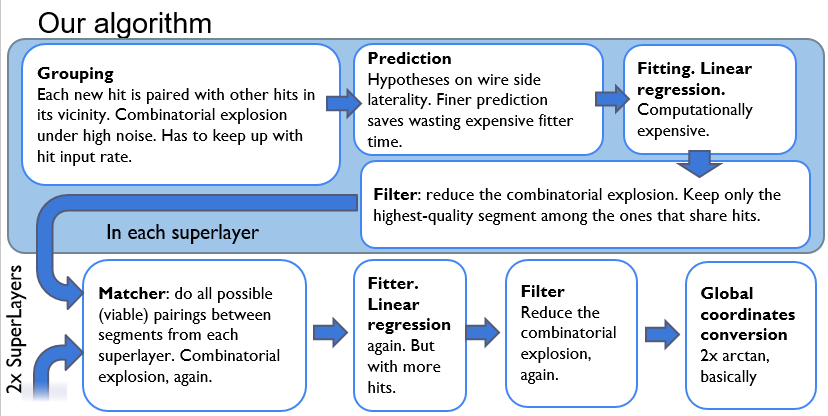 Our algorithm
Grouping
Each new hit is paired with other hits in
its vicinity. Combinatorial explosion
under high noise. Has to keep up with
hit input rate.
Prediction
Hypotheses on wire side
laterality. Finer prediction
saves wasting expensive fitter
time.
Fitting. Linear
regression.
Computationally
expensive.
Filter: reduce the combinatorial explosion. Keep only the
highest-quality segment among the ones that share hits.
In each superlayer
2x SuperLayers
Matcher: do all possible
(viable) pairings between
segments from each
superlayer. Combinatorial
explosion, again.
Fitter.
Linear
regression
again. But
with more
hits.
Filter
Reduce the
combinatorial
explosion,
again.
Global
coordinates
conversion
2x arctan,
basically